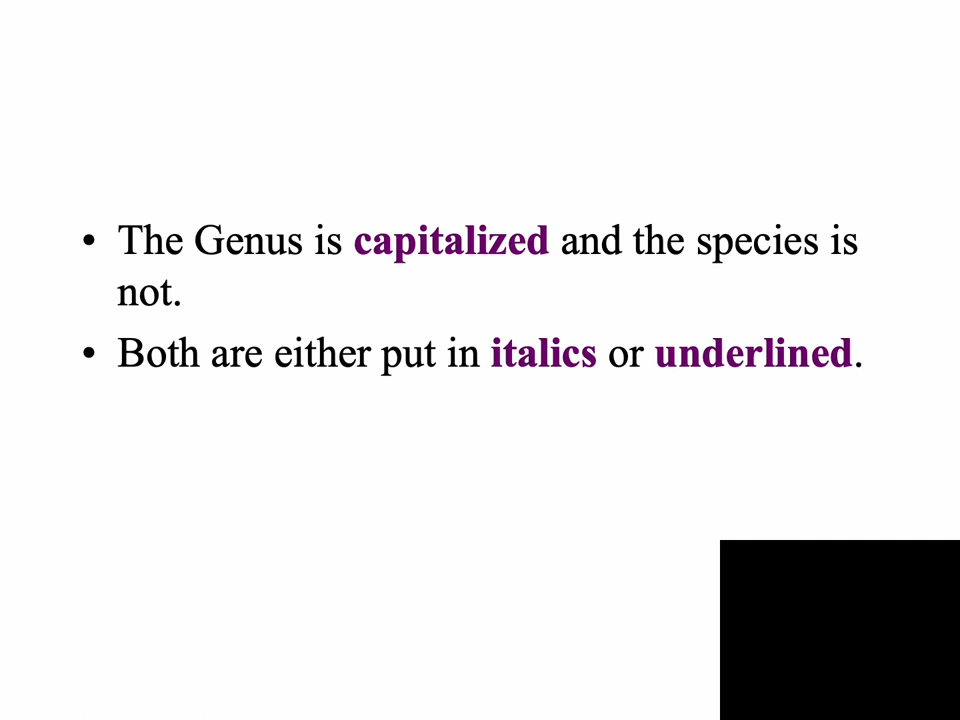 • The Genus is capitalized and the species is
not.
• Both are either put in italics or underlined.